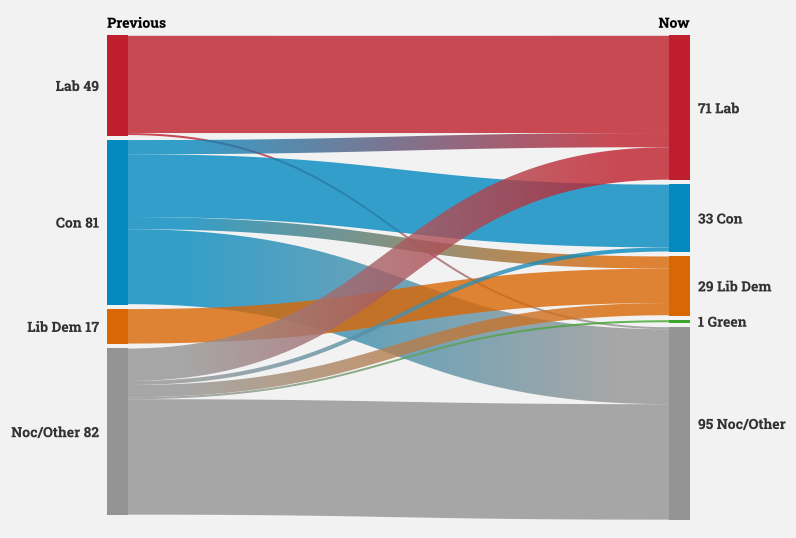 Previous
Now
Lab 49
71 Lab
Con 81
33 Con
29 Lib Dem
Lib Dem 17
1 Green
Noc/Other 82
95 Noc/Other